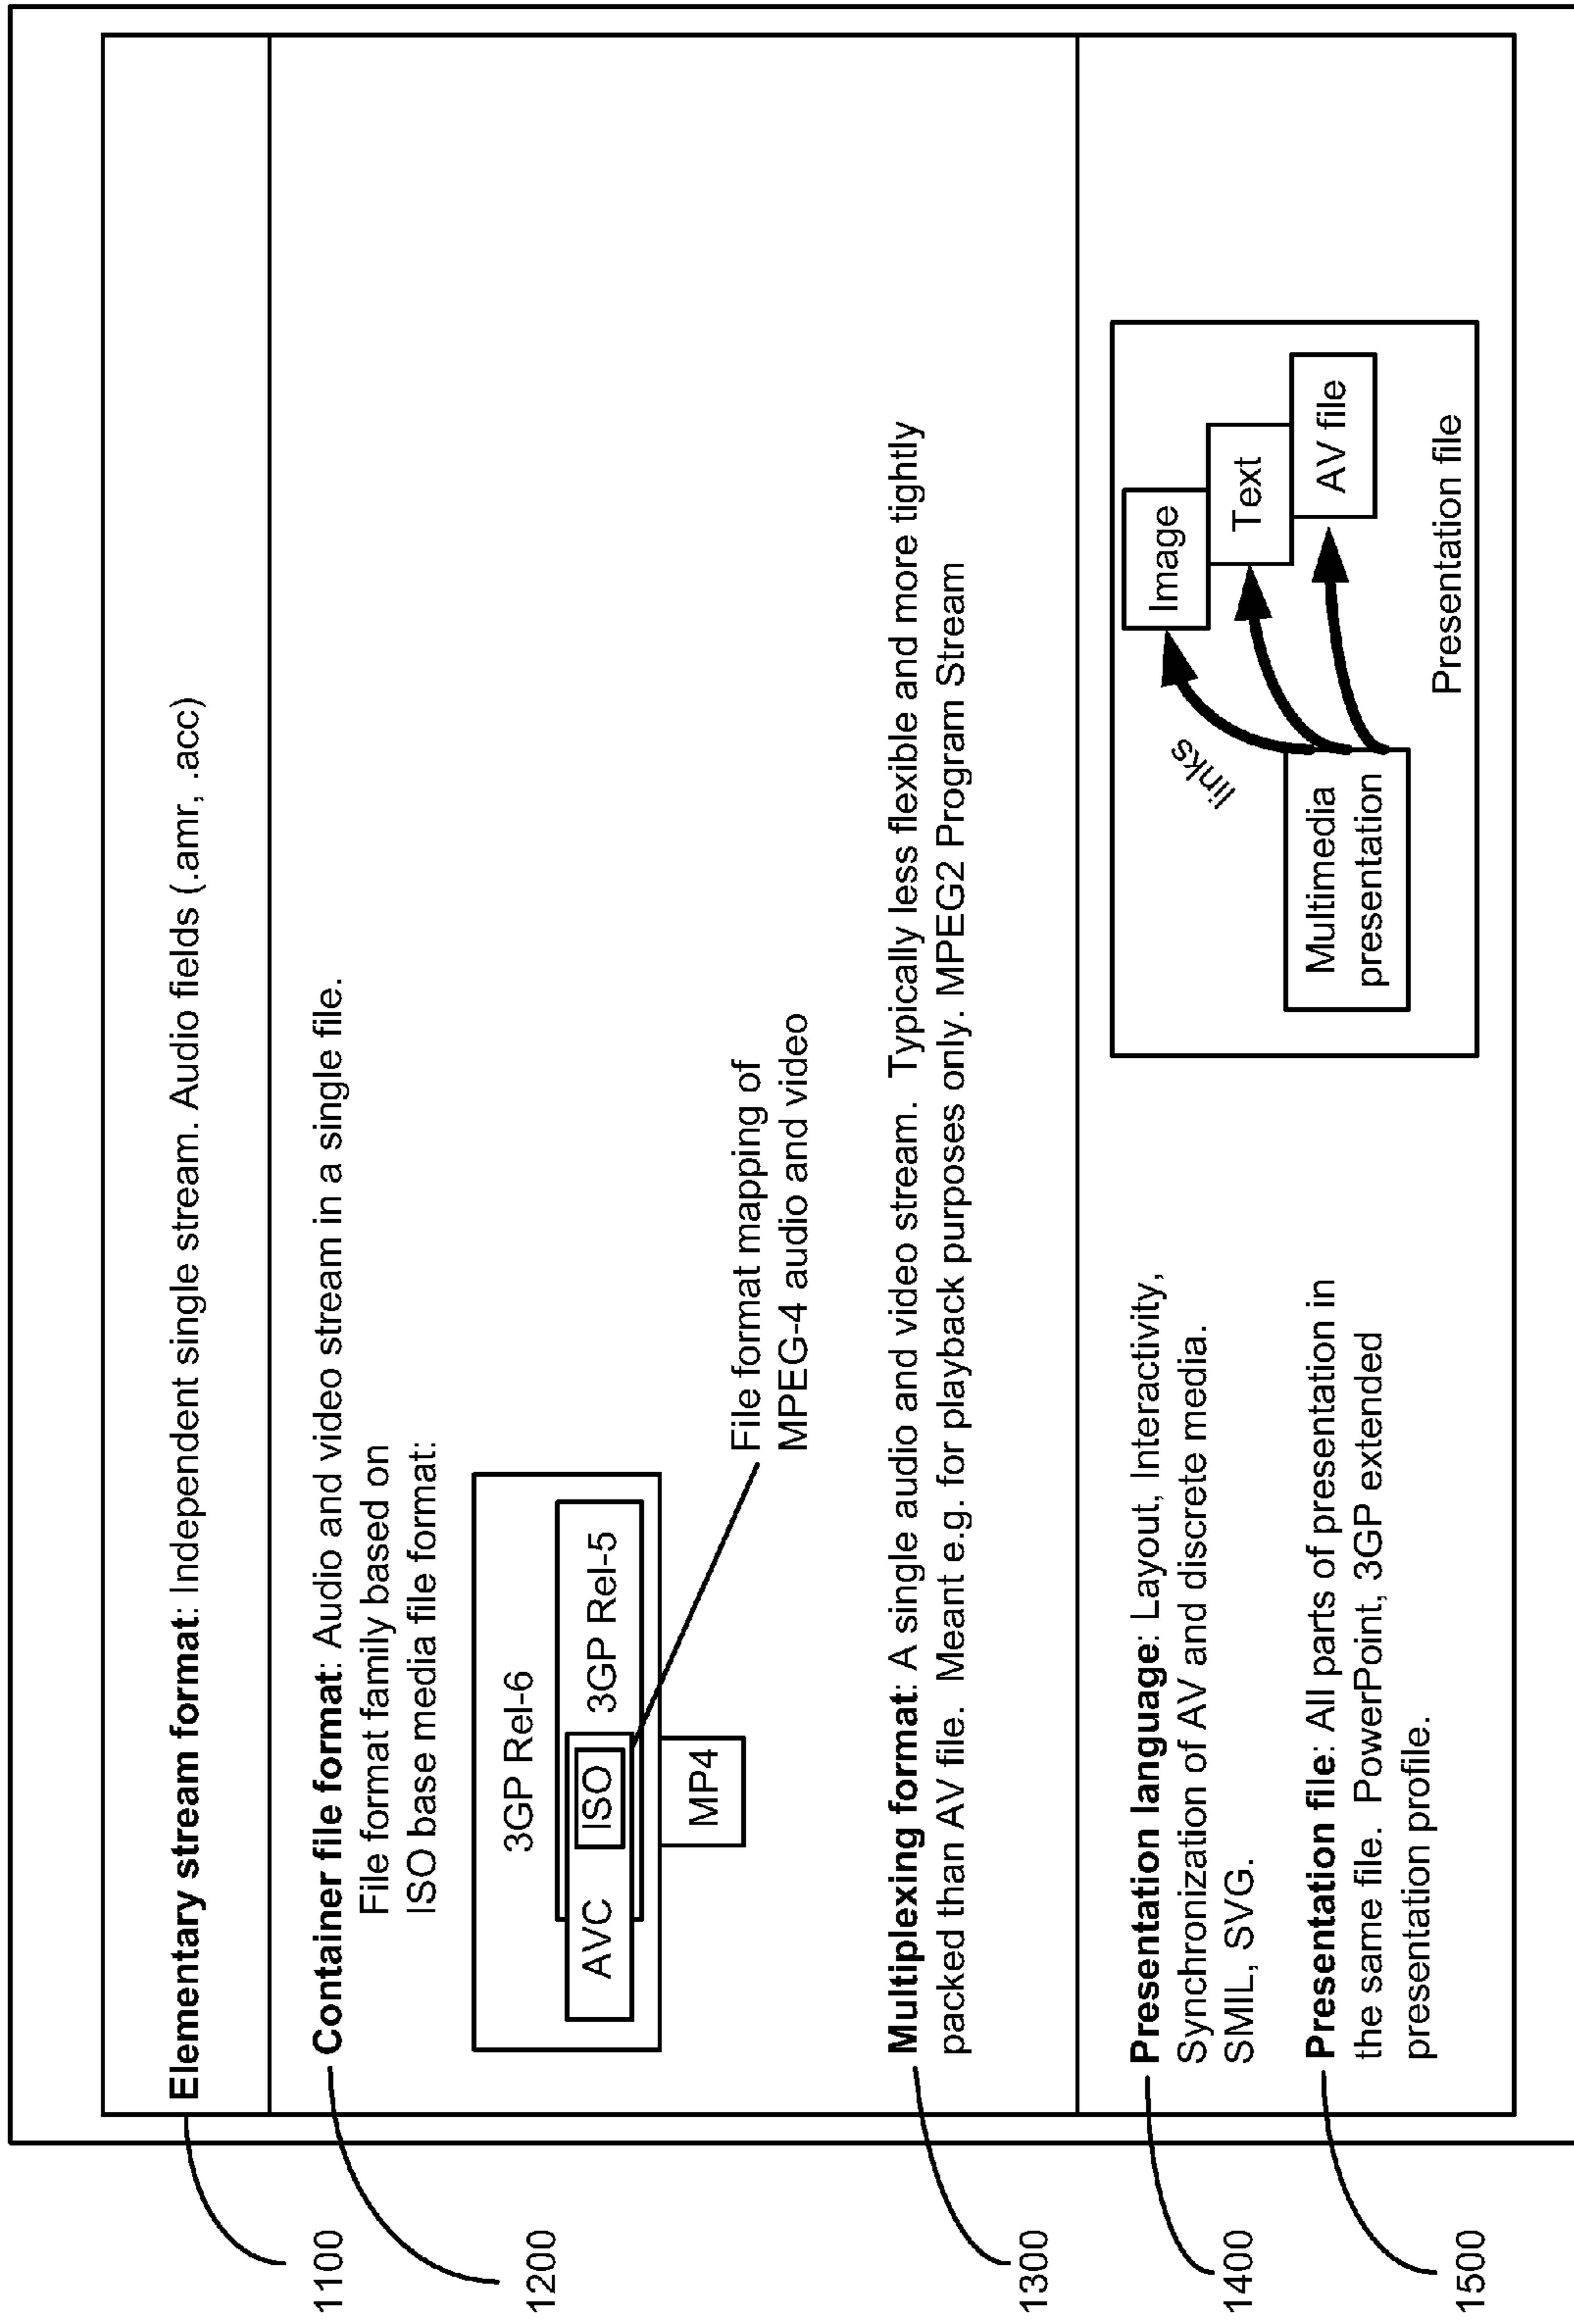 1100
Elementary stream format: Independent single stream. Audio fields (.amr, .acc)
1200
Container file format: Audio and video stream in a single file.
File format family based on
ISO base media file format:
3GP Rel-6
AVC
ISO
3GP Rel-5
MP4
File format mapping of
MPEG-4 audio and video
1300
Multiplexing format: A single audio and video stream. Typically less flexible and more tightly
packed than AV file. Meant e.g. for playback purposes only. MPEG2 Program Stream
1400
Presentation language: Layout, Interactivity,
Synchronization of AV and discrete media.
SMIL, SVG.
1500
Presentation file: All parts of presentation in
the same file. PowerPoint, 3GP extended
presentation profile.
Multimedia
presentation
links
Image
Text
AV file
Presentation file